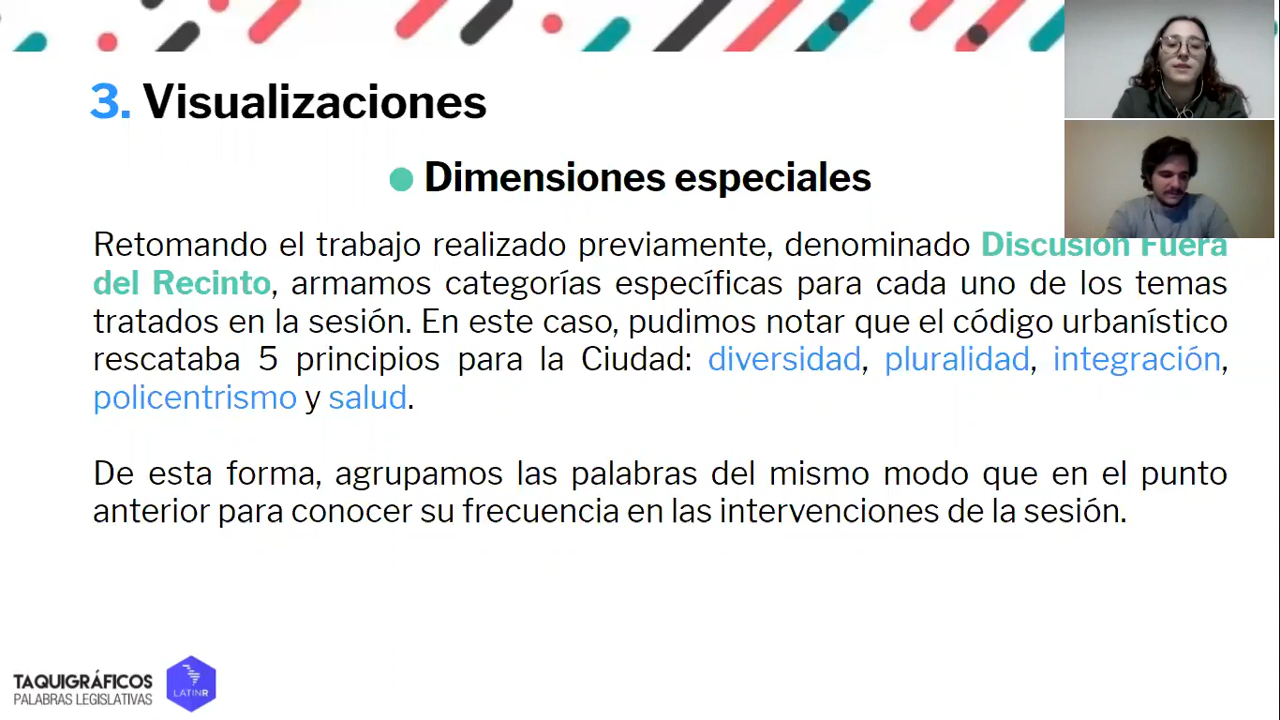 3. Visualizaciones
Dimensiones especiales
Retomando el trabajo realizado previamente, denominado Discusión Fuera
del Recinto, armamos categorías específicas para cada uno de los temas
tratados en la sesión. En este caso, pudimos notar que el código urbanístico
rescataba 5 principios para la Ciudad: diversidad, pluralidad, integración,
policentrismo y salud.
De esta forma, agrupamos las palabras del mismo modo que en el punto
anterior para conocer su frecuencia en las intervenciones de la sesión.
TAQUIGRÁFICOS
PALABRAS LEGISLATIVAS
LATINR